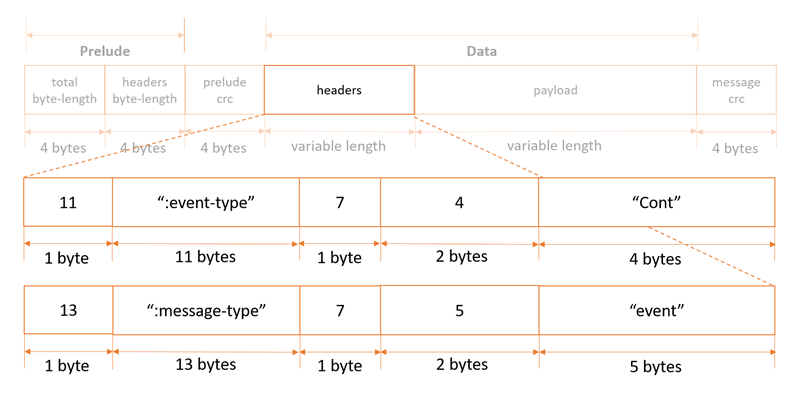 Prelude
Data
total
byte-length
headers
byte-length
prelude
crc
headers
payload
message
crc
4 bytes
4 bytes
4 bytes
variable length
variable length
4 bytes
11
“:event-type”
7
4
“Cont”
1 byte
11 bytes
1 byte
2 bytes
4 bytes
13
“:message-type”
7
5
“event”
1 byte
13 bytes
1 byte
2 bytes
5 bytes